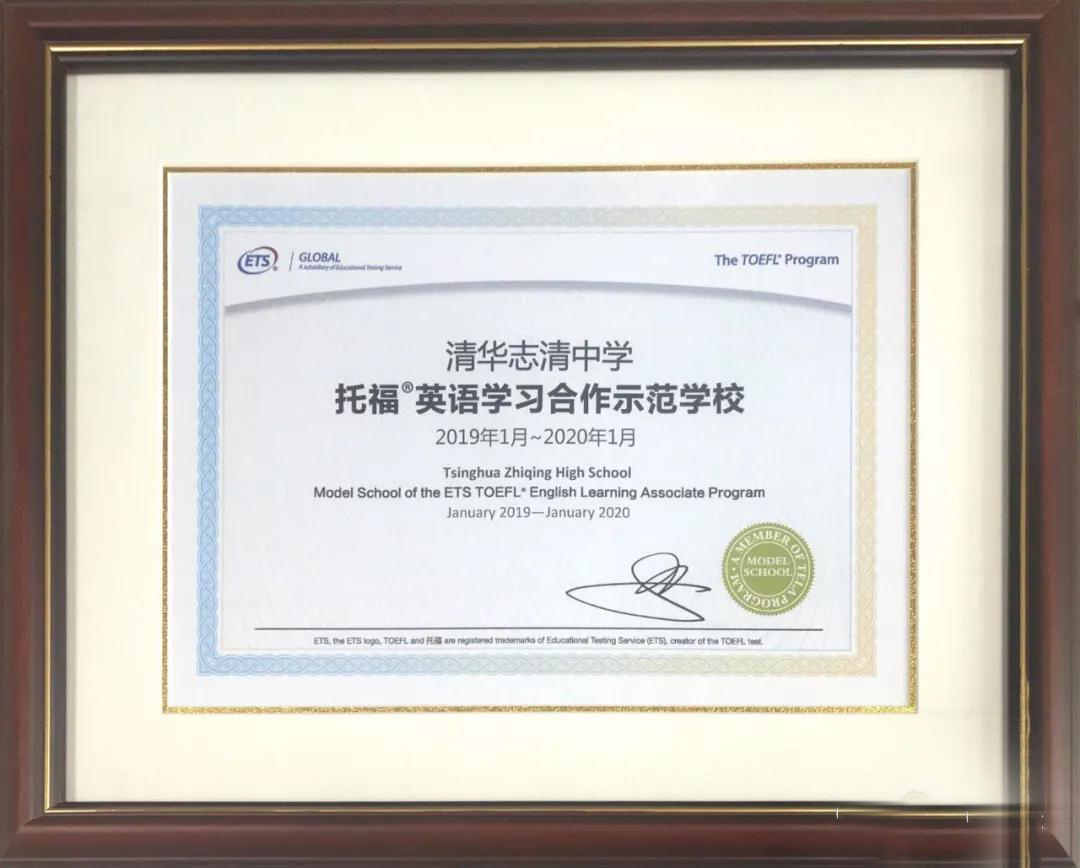 ETS® GLOBAL
A subsidiary of Educational Testing Service
The TOEFL® Program
清华志清中学
托福®英语学习合作示范学校
2019年1月~2020年1月
Tsinghua Zhiqing High School
Model School of the ETS TOEFL® English Learning Associate Program
January 2019—January 2020
A MEMBER OF TELA PROGRAM
MODEL
SCHOOL
ETS, the ETS logo, TOEFL and 托福 are registered trademarks of Educational Testing Service (ETS), creator of the TOEFL test.